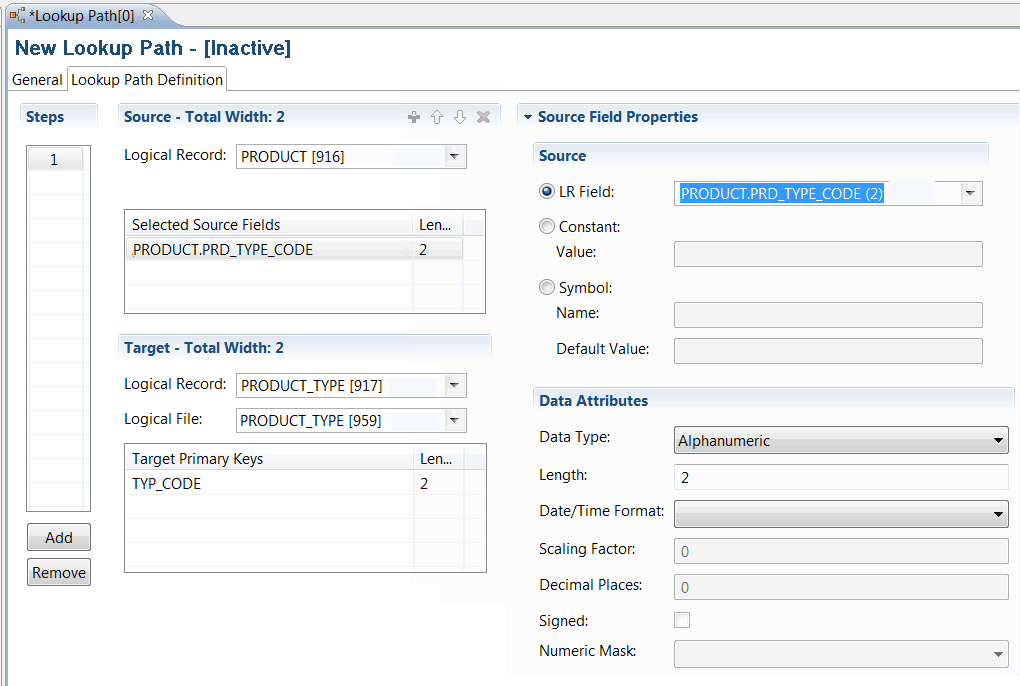 *Lookup Path[0]
New Lookup Path - [Inactive]
General Lookup Path Definition
Steps
1
Add
Remove
Source - Total Width: 2
Logical Record: PRODUCT [916]
Selected Source Fields Len...
PRODUCT.PRD_TYPE_CODE 2
Target - Total Width: 2
Logical Record: PRODUCT_TYPE [917]
Logical File: PRODUCT_TYPE [959]
Target Primary Keys Len...
TYP_CODE 2
Source Field Properties
Source
LR Field: PRODUCT.PRD_TYPE_CODE (2)
Constant:
Value:
Symbol:
Name:
Default Value:
Data Attributes
Data Type: Alphanumeric
Length: 2
Date/Time Format:
Scaling Factor: 0
Decimal Places: 0
Signed:
Numeric Mask: